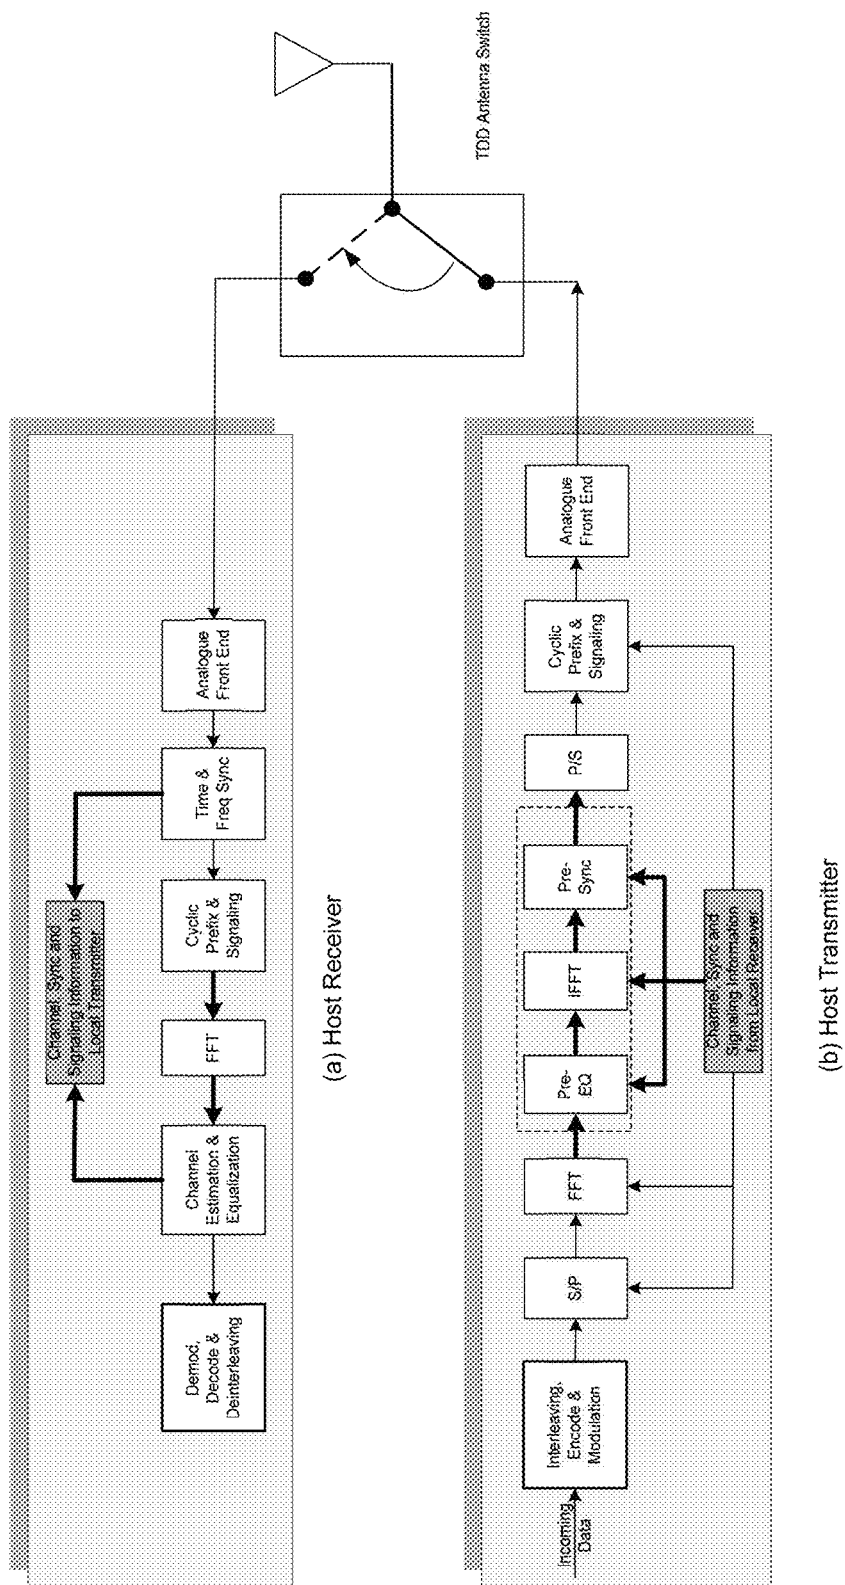 TDD Antenna Switch
Channel, Sync and
Signaling Information to
Local Transmitter
Demod,
Decode &
Deinterleaving
Channel
Estimation &
Equalization
FFT
Cyclic
Prefix &
Signaling
Time &
Freq Sync
Analogue
Front End
(a) Host Receiver
Incoming
Data
Interleaving,
Encode &
Modulation
S/P
FFT
Pre-
EQ
IFFT
Pre-
Sync
P/S
Cyclic
Prefix &
Signaling
Analogue
Front End
Channel, Sync and
Signaling Information
from Local Receiver
(b) Host Transmitter